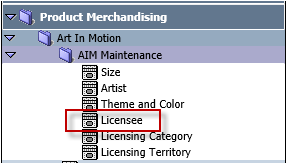 Product Merchandising
Art In Motion
AIM Maintenance
Size
Artist
Theme and Color
Licensee
Licensing Category
Licensing Territory